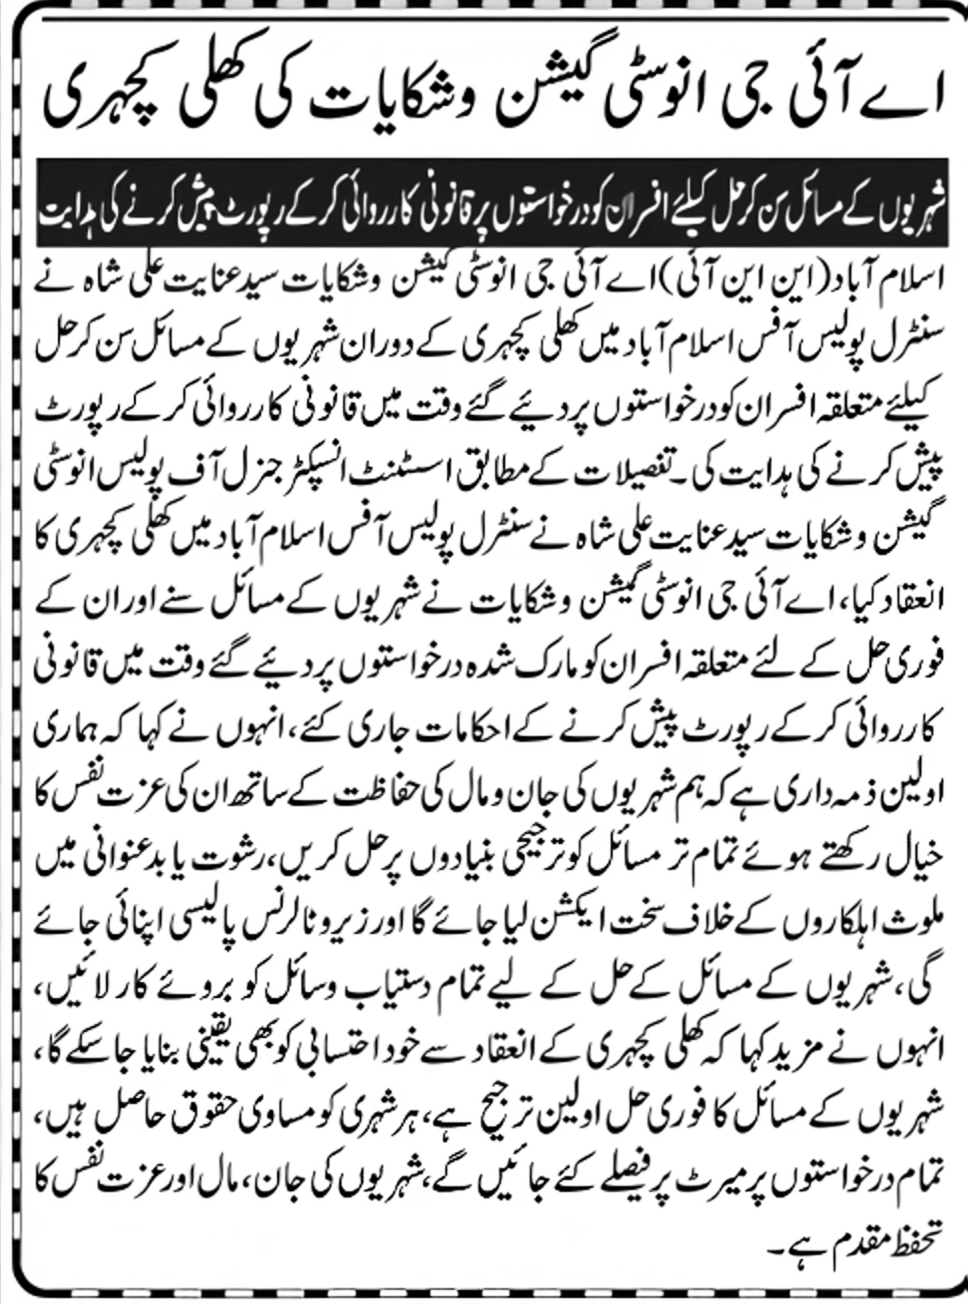 اے آئی جی انوسٹی گیشن وشکایات کی کھلی کچہری
شہریوں کے مسائل سن کر حل کیلئے افسران کو درخواستوں پر قانونی کارروائی کر کے رپورٹ پیش کرنے کی ہدایت
اسلام آباد (این این آئی) اے آئی جی انوسٹی گیشن وشکایات سید عنایت علی شاہ نے
سنٹرل پولیس آفس اسلام آباد میں کھلی کچہری کے دوران شہریوں کے مسائل سن کر حل
کیلئے متعلقہ افسران کو درخواستوں پر دیئے گئے وقت میں قانونی کارروائی کر کے رپورٹ
پیش کرنے کی ہدایت کی۔ تفصیلات کے مطابق اسسٹنٹ انسپکٹر جنرل آف پولیس انوسٹی
گیشن و شکایات سید عنایت علی شاہ نے سنٹرل پولیس آفس اسلام آباد میں کھلی کچہری کا
انعقاد کیا، اے آئی جی انوسٹی گیشن وشکایات نے شہریوں کے مسائل سنے اور ان کے
فوری حل کے لئے متعلقہ افسران کو مارک شدہ درخواستوں پر دیئے گئے وقت میں قانونی
کارروائی کر کے رپورٹ پیش کرنے کے احکامات جاری کئے، انہوں نے کہا کہ ہماری
اولین ذمہ داری ہے کہ ہم شہریوں کی جان و مال کی حفاظت کے ساتھ ان کی عزت نفس کا
خیال رکھتے ہوئے تمام تر مسائل کو ترجیحی بنیادوں پر حل کریں، رشوت یا بدعنوانی میں
ملوث اہلکاروں کے خلاف سخت ایکشن لیا جائے گا اور زیرو ٹالرنس پالیسی اپنائی جائے
گی، شہریوں کے مسائل کے حل کے لیے تمام دستیاب وسائل کو بروئے کار لائیں،
انہوں نے مزید کہا کہ کھلی کچہری کے انعقاد سے خود احتسابی کو بھی یقینی بنایا جا سکے گا،
شہریوں کے مسائل کا فوری حل اولین ترجیح ہے، ہر شہری کو مساوی حقوق حاصل ہیں،
تمام درخواستوں پر میرٹ پر فیصلے کئے جائیں گے، شہریوں کی جان، مال اور عزت نفس کا
تحفظ مقدم ہے۔